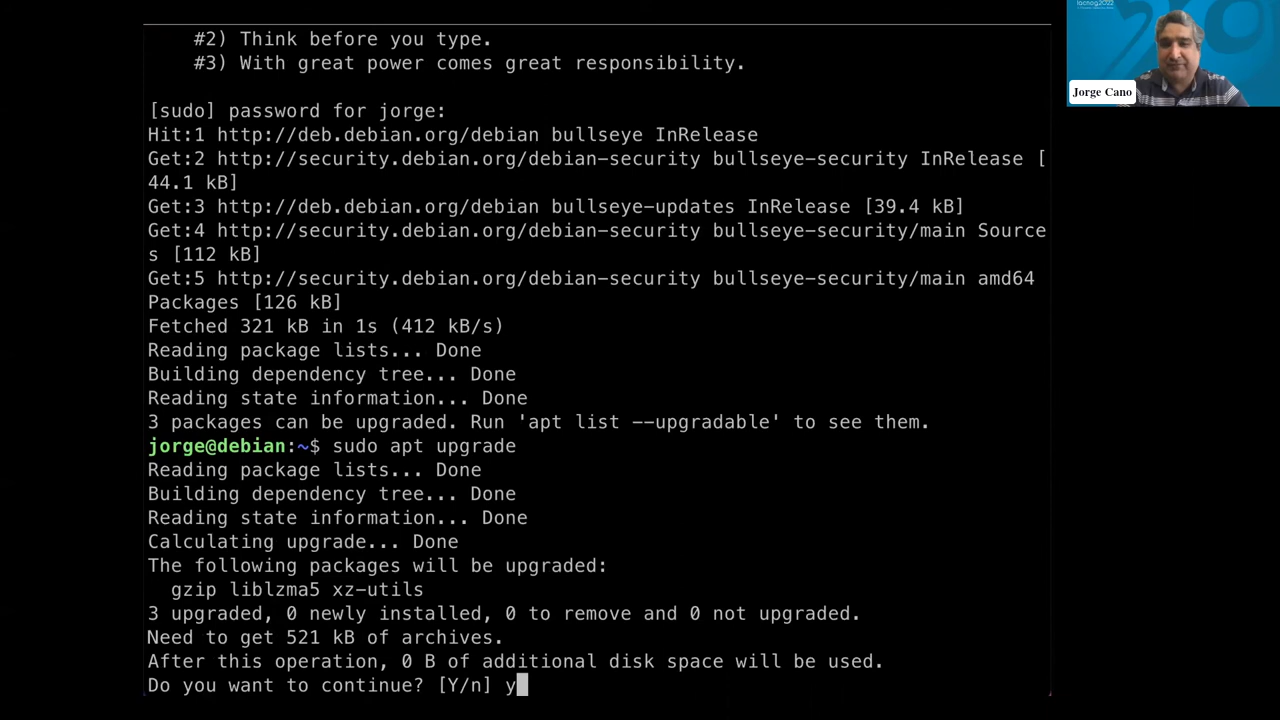 #2) Think before you type.
#3) With great power comes great responsibility.
[sudo] password for jorge:
Hit:1 http://deb.debian.org/debian bullseye InRelease
Get:2 http://security.debian.org/debian-security bullseye-security InRelease [
44.1 kB]
Get:3 http://deb.debian.org/debian bullseye-updates InRelease [39.4 kB]
Get:4 http://security.debian.org/debian-security bullseye-security/main Source
s [112 kB]
Get:5 http://security.debian.org/debian-security bullseye-security/main amd64
Packages [126 kB]
Fetched 321 kB in 1s (412 kB/s)
Reading package lists... Done
Building dependency tree... Done
Reading state information... Done
3 packages can be upgraded. Run 'apt list --upgradable' to see them.
jorge@debian:~$ sudo apt upgrade
Reading package lists... Done
Building dependency tree... Done
Reading state information... Done
Calculating upgrade... Done
The following packages will be upgraded:
gzip liblzma5 xz-utils
3 upgraded, 0 newly installed, 0 to remove and 0 not upgraded.
Need to get 521 kB of archives.
After this operation, 0 B of additional disk space will be used.
Do you want to continue? [Y/n] y
lacnog2022
Jorge Cano